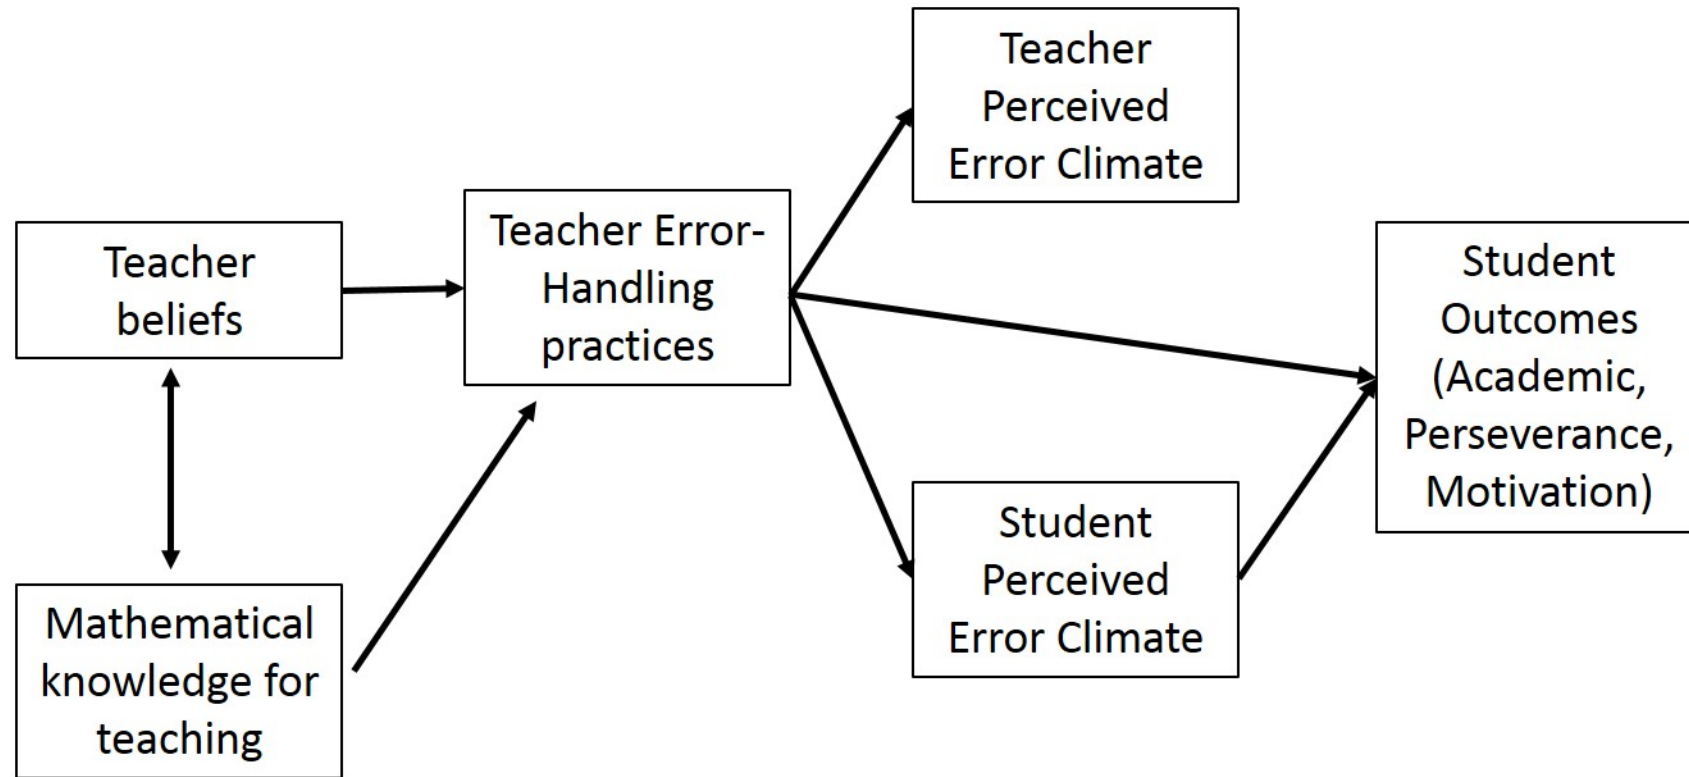 Teacher
beliefs
Mathematical
knowledge for
teaching
Teacher Error-
Handling
practices
Teacher
Perceived
Error Climate
Student
Perceived
Error Climate
Student
Outcomes
(Academic,
Perseverance,
Motivation)